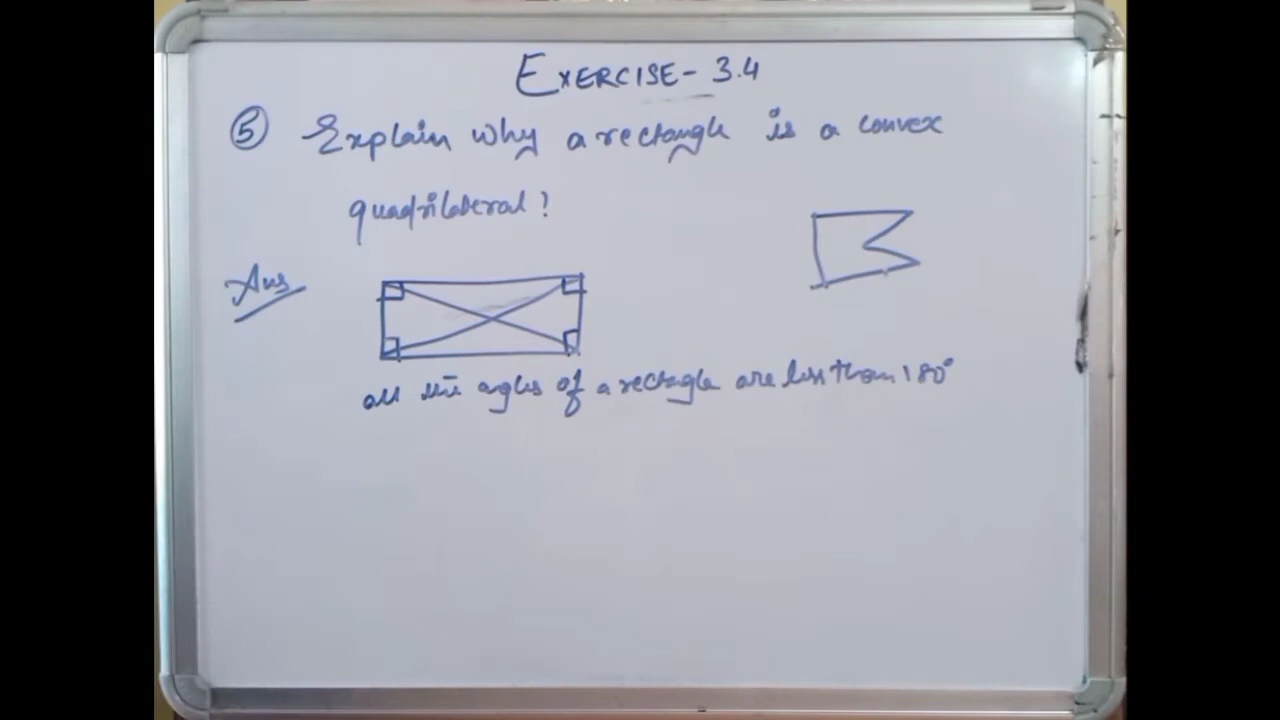 EXERCISE- 3.4
5 Explain why a rectangle is a convex
quadrilateral?
Ans
all the angles of a rectagle are less than 180°